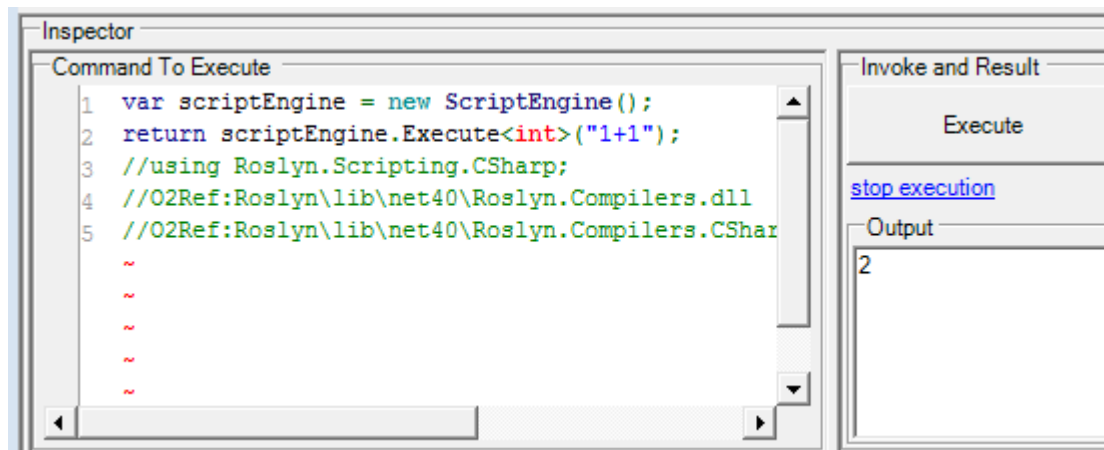 Inspector
Command To Execute
1 var scriptEngine = new ScriptEngine();
2 return scriptEngine.Execute<int>("1+1");
3 //using Roslyn.Scripting.CSharp;
4 //O2Ref:Roslyn\lib\net40\Roslyn.Compilers.dll
5 //O2Ref:Roslyn\lib\net40\Roslyn.Compilers.CShar
~
~
~
~
~
Invoke and Result
Execute
stop execution
Output
2